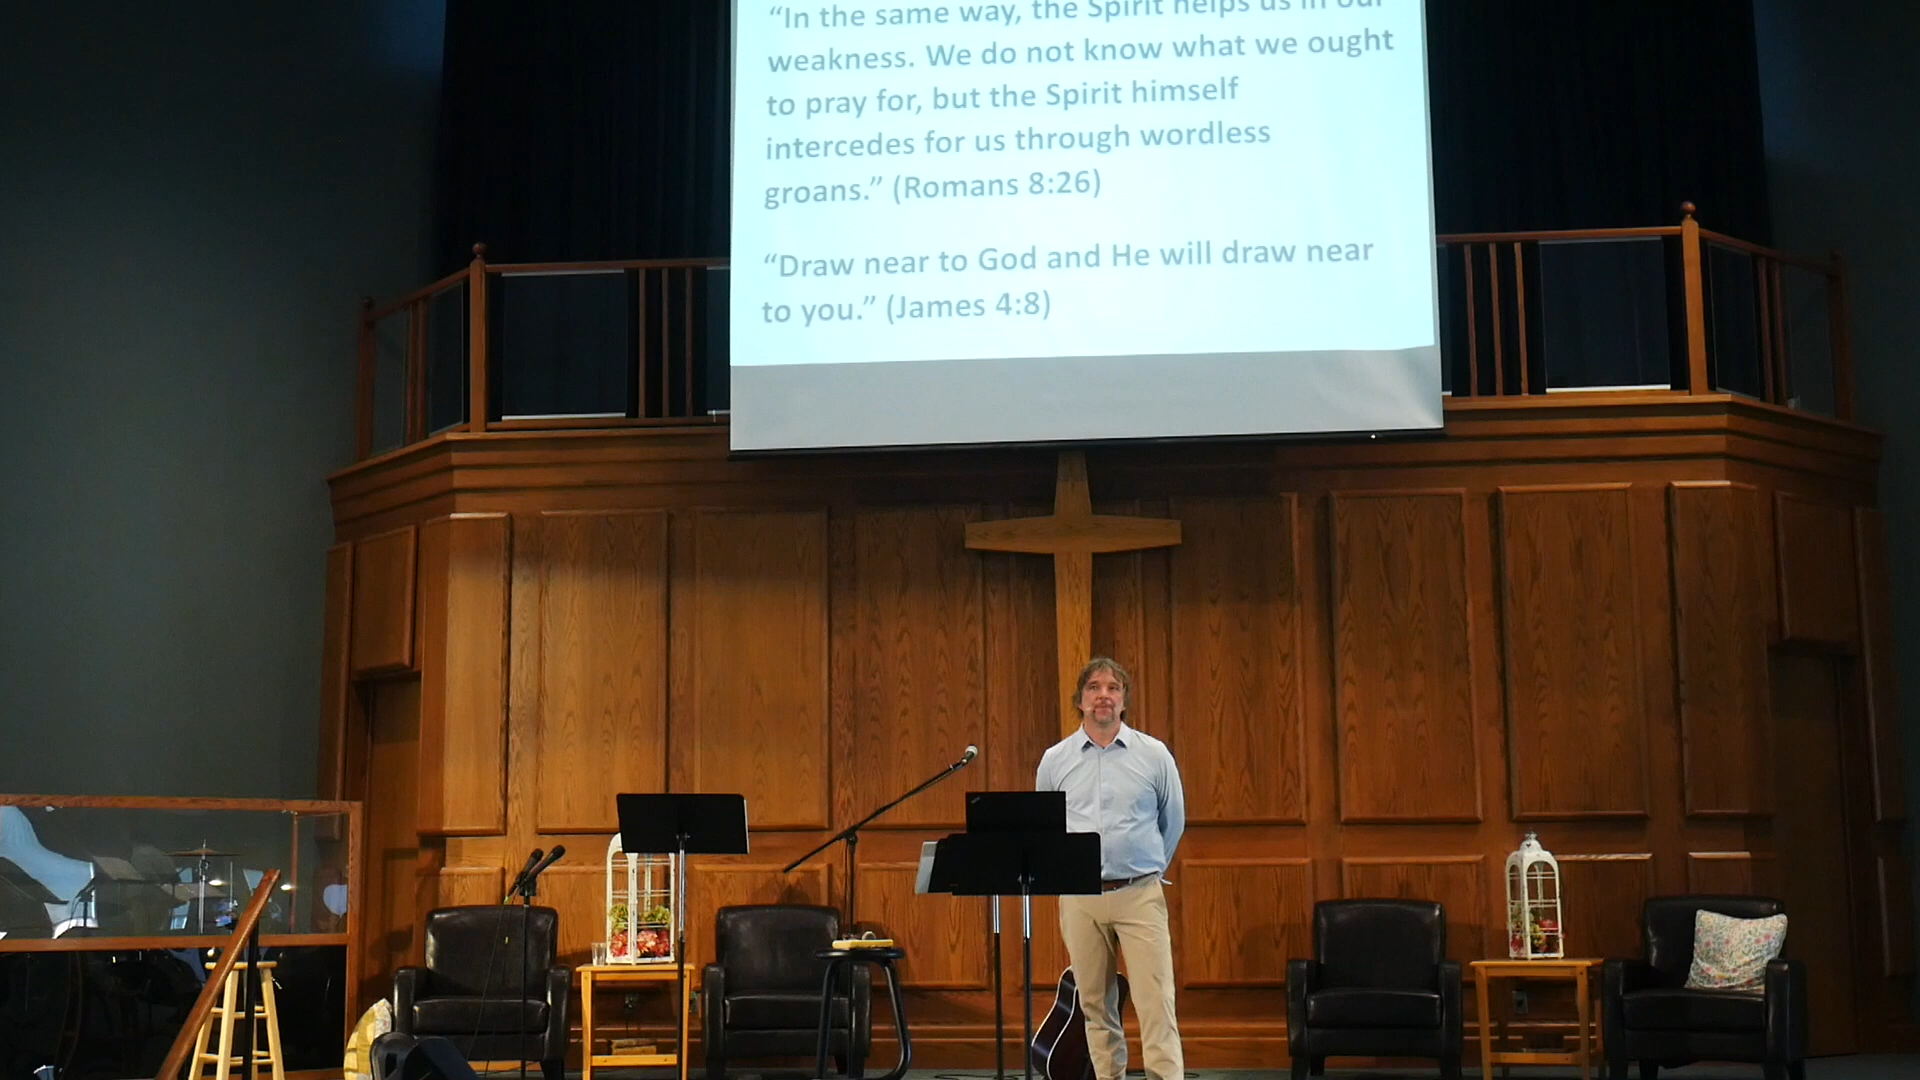 “In the same way, the Spirit helps us in our
weakness. We do not know what we ought
to pray for, but the Spirit himself
intercedes for us through wordless
groans.” (Romans 8:26)
“Draw near to God and He will draw near
to you.” (James 4:8)